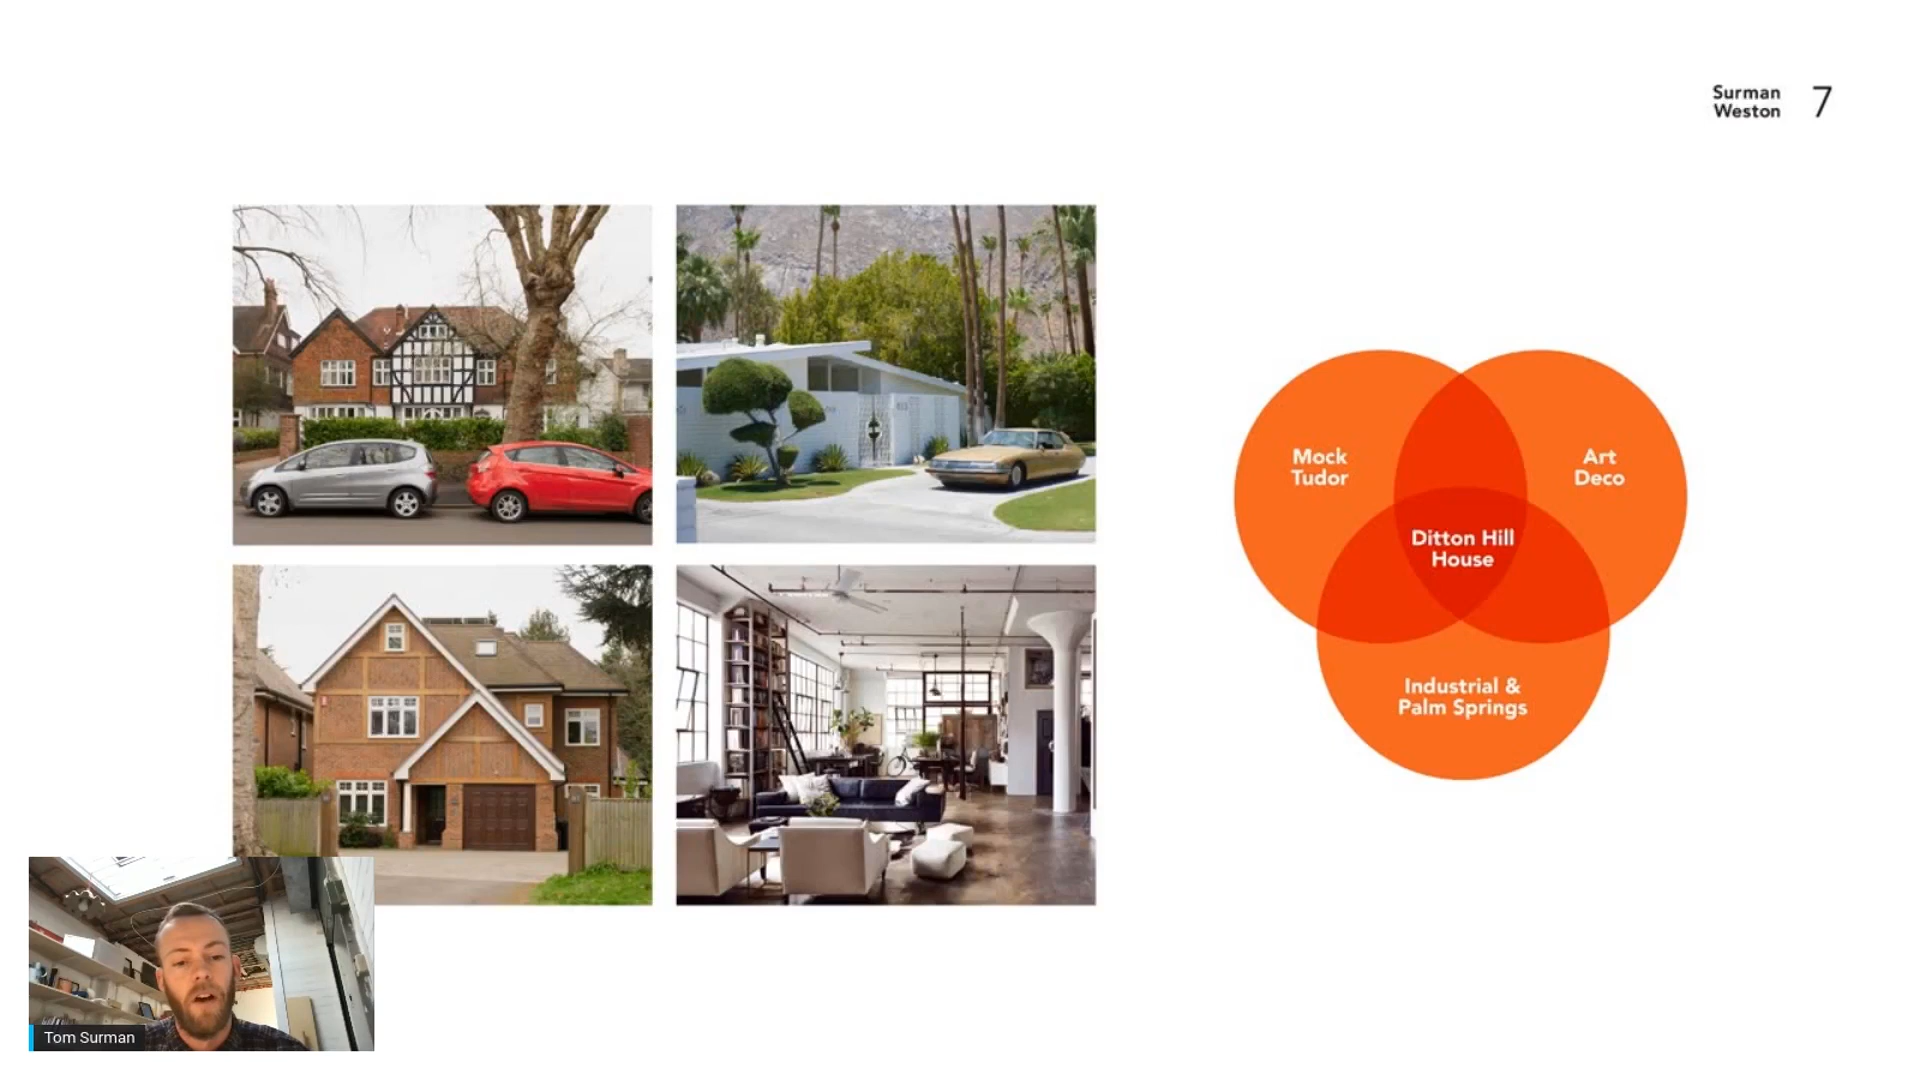 Surman
Weston
7
Mock
Tudor
Art
Deco
Ditton Hill
House
Industrial &
Palm Springs
Tom Surman